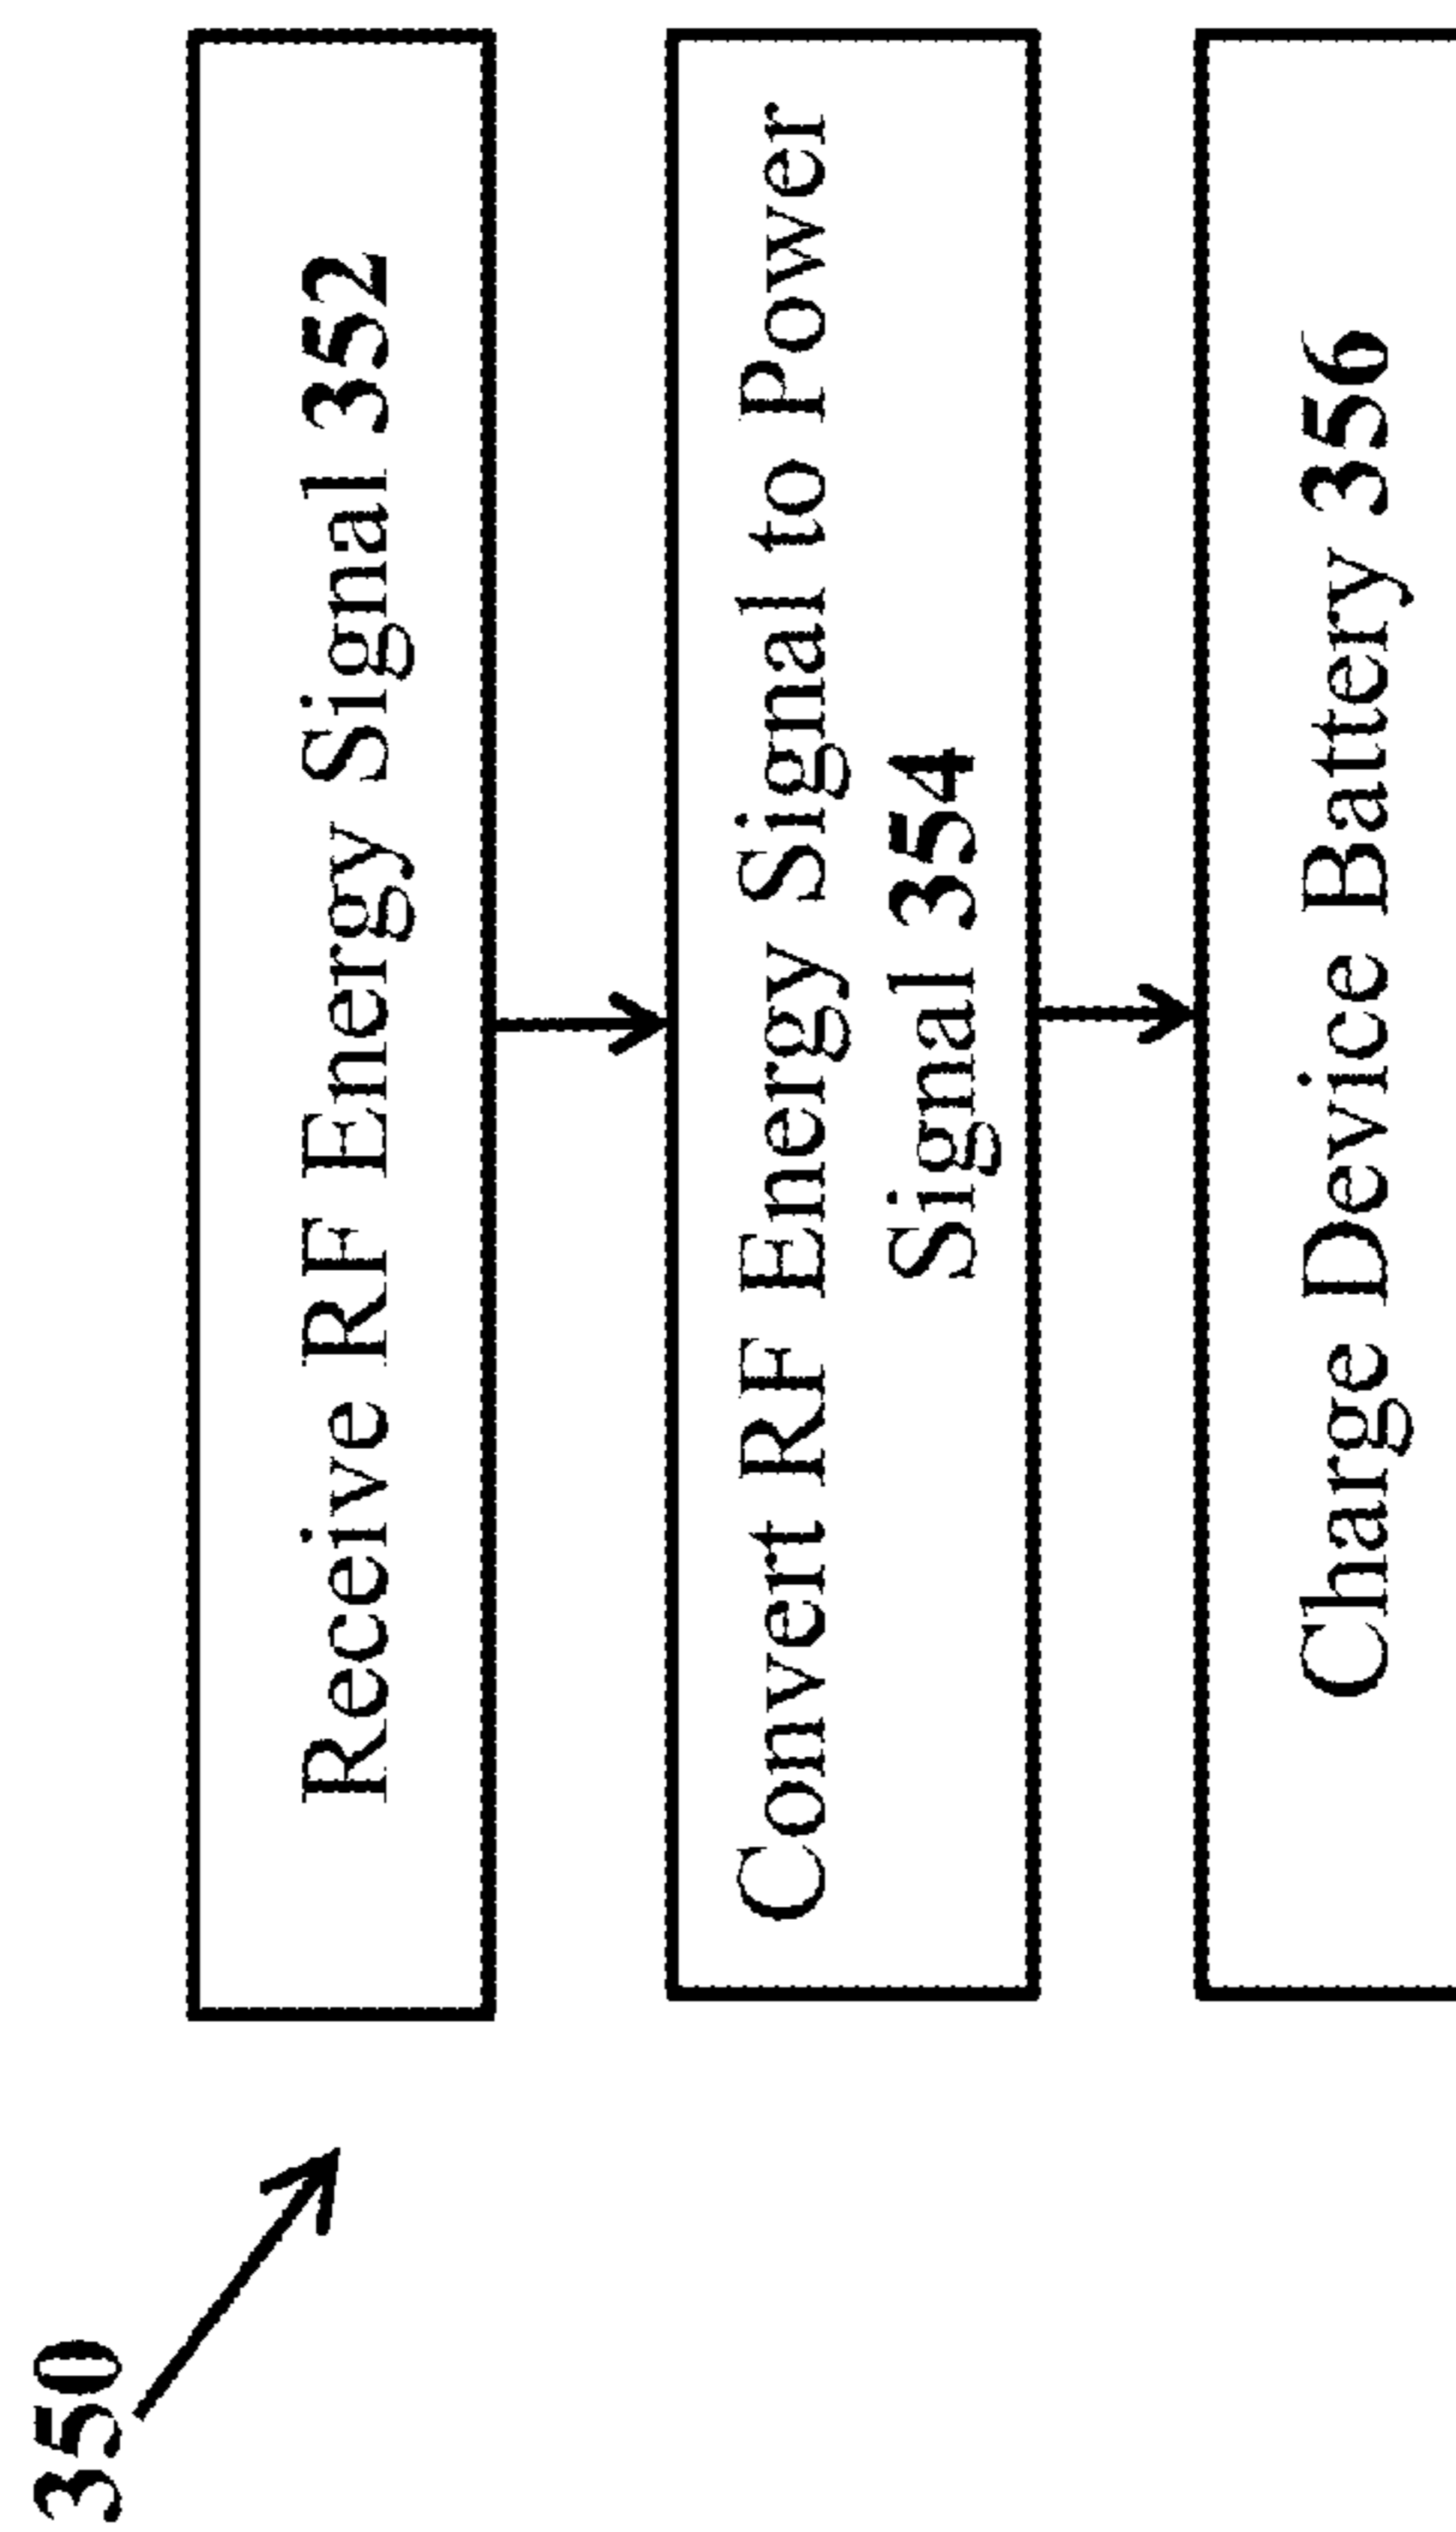 350
Receive RF Energy Signal 352
Convert RF Energy Signal to Power
Signal 354
Charge Device Battery 356